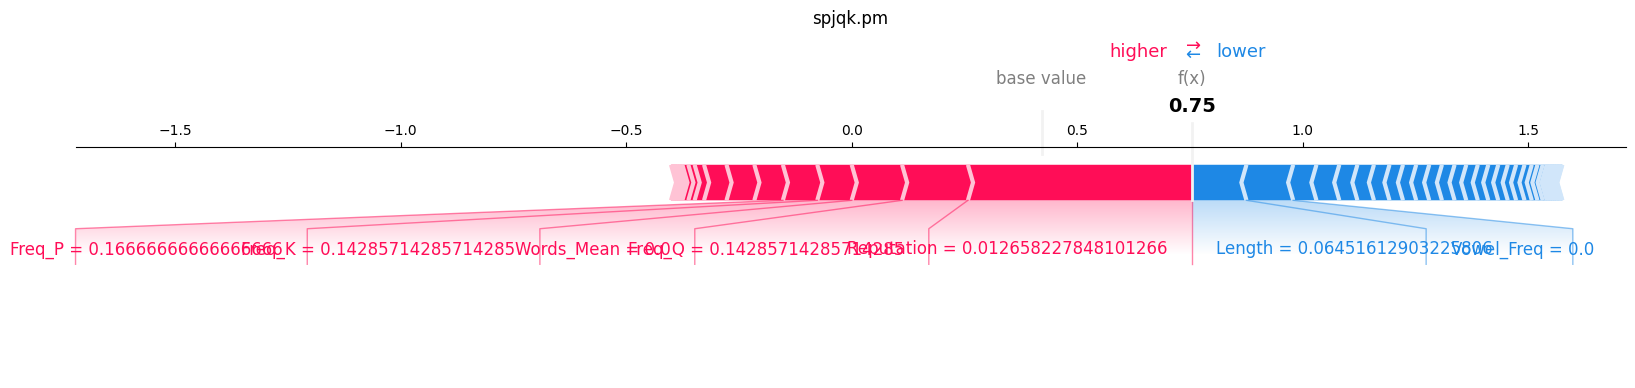 spjqk.pm
higher ⇄ lower
base value f(x)
0.75
−1.5 −1.0 −0.5 0.0 0.5 1.0 1.5
Freq_P = 0.16666666666666666 Freq_K = 0.14285714285714285 Words_Mean = 0.0 Freq_Q = 0.14285714285714285 Reputation = 0.012658227848101266 Length = 0.06451612903225806 Vowel_Freq = 0.0